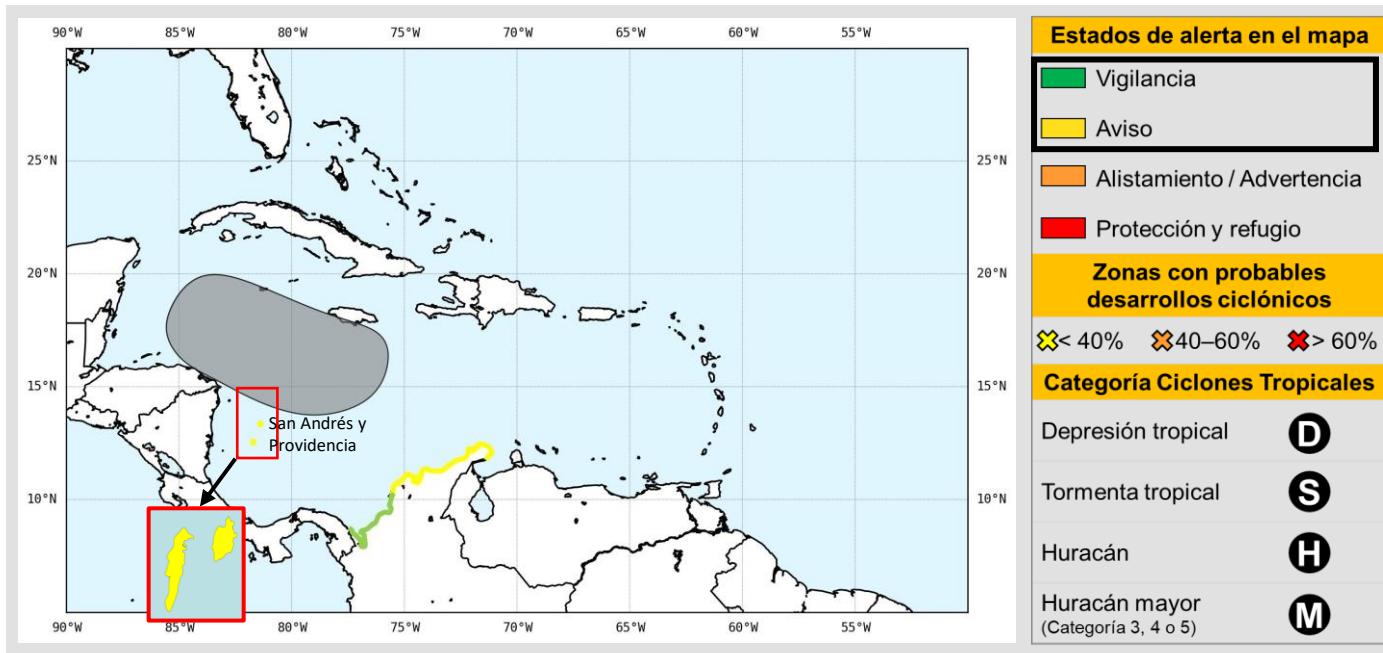 90°W 85°W 80°W 75°W 70°W 65°W 60°W 55°W
25°N 25°N
20°N 20°N
15°N 15°N
San Andrés y
Providencia
10°N 10°N
90°W 85°W 80°W 75°W 70°W 65°W 60°W 55°W
Estados de alerta en el mapa
Vigilancia
Aviso
Alistamiento / Advertencia
Protección y refugio
Zonas con probables
desarrollos ciclónicos
< 40% 40–60% > 60%
Categoría Ciclones Tropicales
Depresión tropical D
Tormenta tropical S
Huracán H
Huracán mayor M
(Categoría 3, 4 o 5)